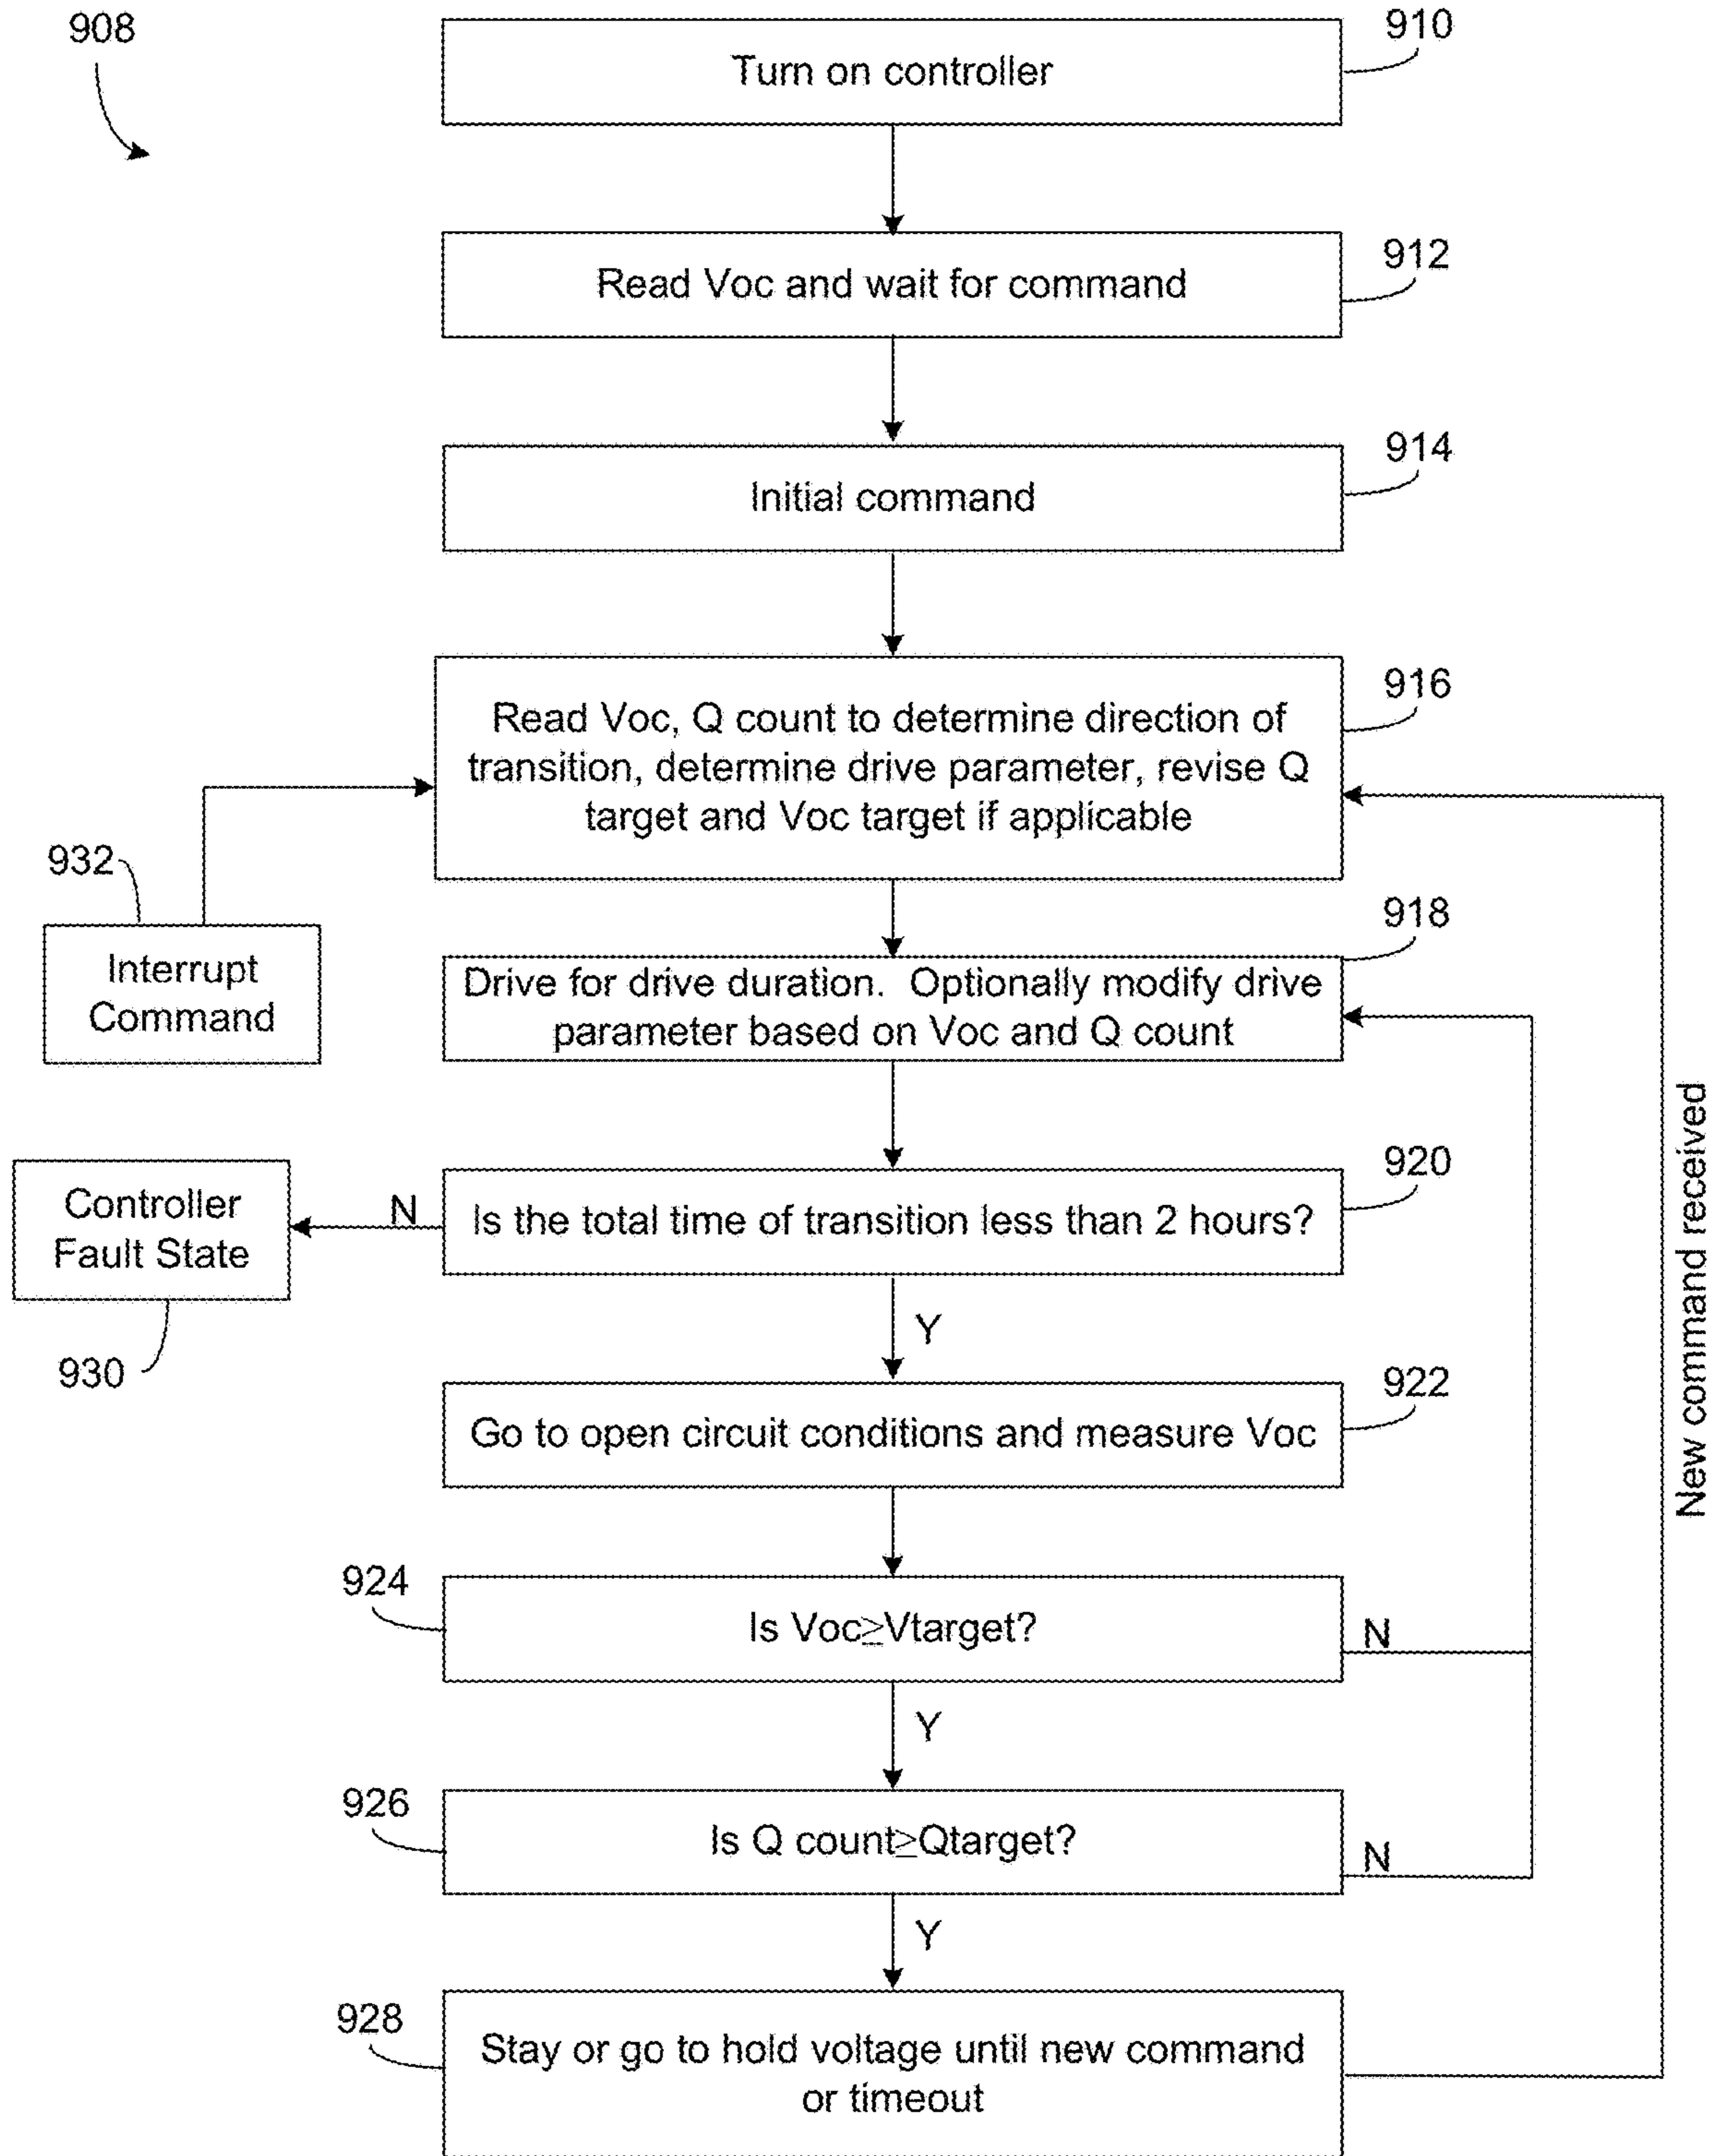 908
910
Turn on controller
912
Read Voc and wait for command
914
Initial command
916
Read Voc, Q count to determine direction of
transition, determine drive parameter, revise Q
target and Voc target if applicable
932
Interrupt
Command
918
Drive for drive duration. Optionally modify drive
parameter based on Voc and Q count
920
Is the total time of transition less than 2 hours?
N
Controller
Fault State
930
Y
922
Go to open circuit conditions and measure Voc
924
Is Voc≥Vtarget?
N
Y
926
Is Q count≥Qtarget?
N
Y
928
Stay or go to hold voltage until new command
or timeout
New command received